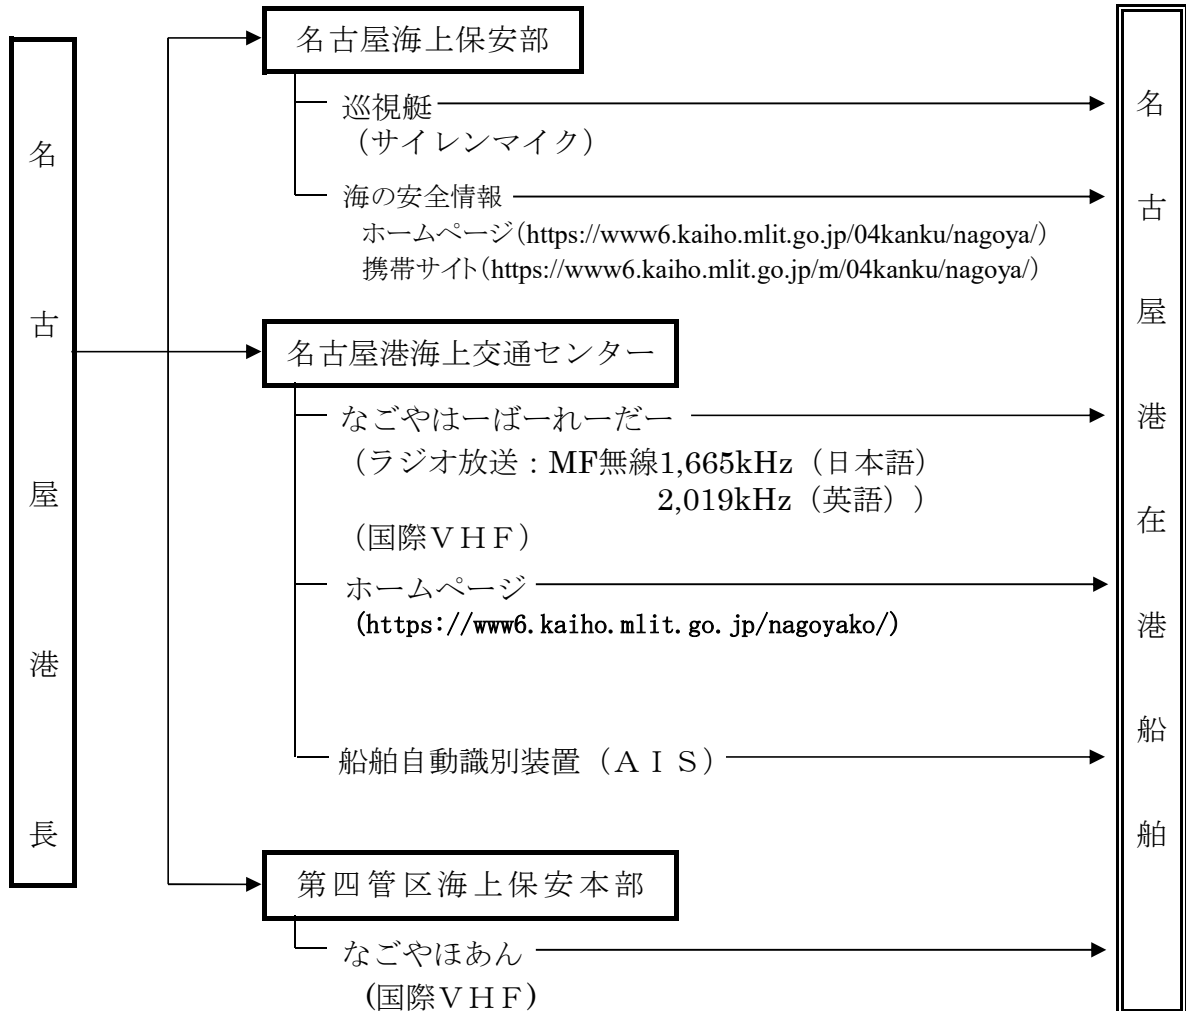 名古屋港長
名古屋海上保安部
巡視艇
（サイレンマイク）
海の安全情報
ホームページ（https://www6.kaiho.mlit.go.jp/04kanku/nagoya/）
携帯サイト（https://www6.kaiho.mlit.go.jp/m/04kanku/nagoya/）
名古屋港海上交通センター
なごやはーばーれーだー
（ラジオ放送：MF無線1,665kHz（日本語）
2,019kHz（英語））
（国際ＶＨＦ）
ホームページ
(https://www6.kaiho.mlit.go.jp/nagoyako/)
船舶自動識別装置（ＡＩＳ）
第四管区海上保安本部
なごやほあん
(国際ＶＨＦ)
名古屋港在港船舶